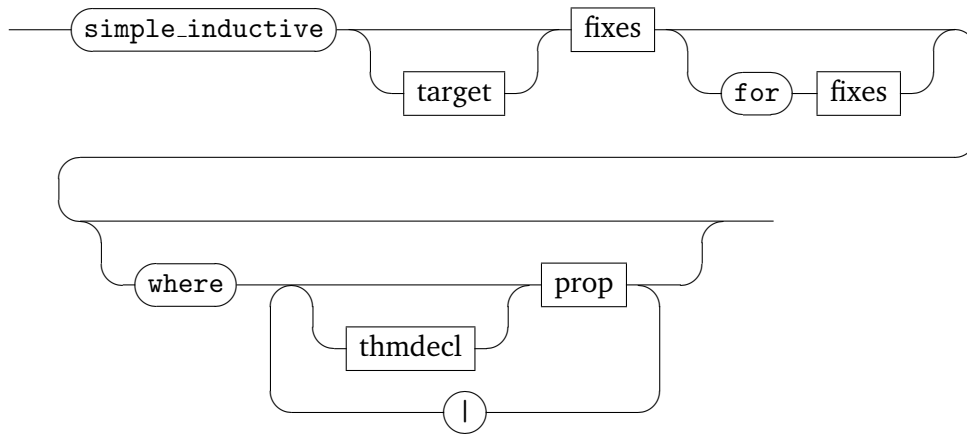 simple_inductive fixes
target for fixes
where prop
thmdecl
|